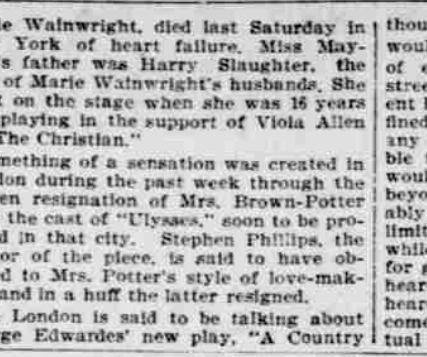 ie Wainwright, died last Saturday in
York of heart failure. Miss May-
s father was Harry Slaughter, the
of Marie Wainwright's husbands. She
t on the stage when she was 16 years
playing in the support of Viola Allen
The Christian."
mething of a sensation was created in
don during the past week through the
en resignation of Mrs. Brown-Potter
the cast of "Ulysses," soon to be pro-
d in that city. Stephen Phillips, the
or of the piece, is said to have ob-
ed to Mrs. Potter's style of love-mak-
and in a huff the latter resigned.
London is said to be talking about
rge Edwardes' new play, "A Country
thou
woul
of e
stree
ent
fined
any
ble
woul
beyo
ably
limit
while
for g
hear
hear
come
tual